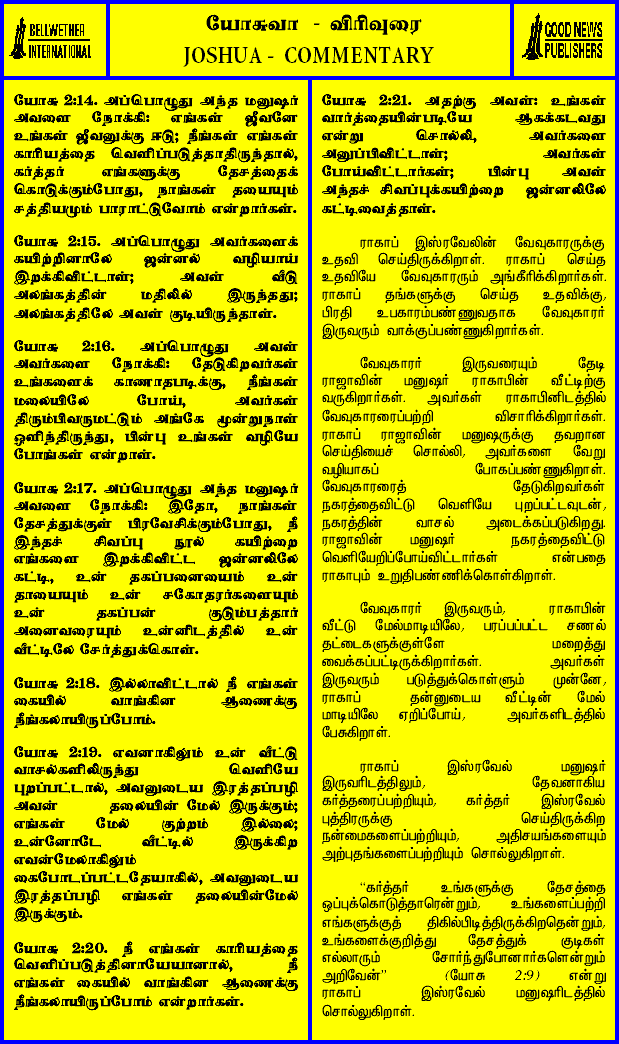 BELLWETHER
INTERNATIONAL
யோசுவா - விரிவுரை
JOSHUA - COMMENTARY
GOOD NEWS
PUBLISHERS
யோசு 2:14. அப்பொழுது அந்த மனுஷர்
அவளை நோக்கி: எங்கள் ஜீவனே
உங்கள் ஜீவனுக்கு ஈடு; நீங்கள் எங்கள்
காரியத்தை வெளிப்படுத்தாதிருந்தால்,
கர்த்தர் எங்களுக்கு தேசத்தைக்
கொடுக்கும்போது, நாங்கள் தயையும்
சத்தியமும் பாராட்டுவோம் என்றார்கள்.
யோசு 2:15. அப்பொழுது அவர்களைக்
கயிற்றினாலே ஜன்னல் வழியாய்
இறக்கிவிட்டாள்; அவள் வீடு
அலங்கத்தின் மதிலில் இருந்தது;
அலங்கத்திலே அவள் குடியிருந்தாள்.
யோசு 2:16. அப்பொழுது அவள்
அவர்களை நோக்கி: தேடுகிறவர்கள்
உங்களைக் காணாதபடிக்கு, நீங்கள்
மலையிலே போய், அவர்கள்
திரும்பிவருமட்டும் அங்கே மூன்றுநாள்
ஒளிந்திருந்து, பின்பு உங்கள் வழியே
போங்கள் என்றாள்.
யோசு 2:17. அப்பொழுது அந்த மனுஷர்
அவளை நோக்கி: இதோ, நாங்கள்
தேசத்துக்குள் பிரவேசிக்கும்போது, நீ
இந்தச் சிவப்பு நூல் கயிற்றை
எங்களை இறக்கிவிட்ட ஜன்னலிலே
கட்டி, உன் தகப்பனையும் உன்
தாயையும் உன் சகோதரர்களையும்
உன் தகப்பன் குடும்பத்தார்
அனைவரையும் உன்னிடத்தில் உன்
வீட்டிலே சேர்த்துக்கொள்.
யோசு 2:18. இல்லாவிட்டால் நீ எங்கள்
கையில் வாங்கின ஆணைக்கு
நீங்கலாயிருப்போம்.
யோசு 2:19. எவனாகிலும் உன் வீட்டு
வாசல்களிலிருந்து வெளியே
புறப்பட்டால், அவனுடைய இரத்தப்பழி
அவன் தலையின் மேல் இருக்கும்;
எங்கள் மேல் குற்றம் இல்லை;
உன்னோடே வீட்டில் இருக்கிற
எவன்மேலாகிலும்
கைபோடப்பட்டதேயாகில், அவனுடைய
இரத்தப்பழி எங்கள் தலையின்மேல்
இருக்கும்.
யோசு 2:20. நீ எங்கள் காரியத்தை
வெளிப்படுத்தினாயேயானால், நீ
எங்கள் கையில் வாங்கின ஆணைக்கு
நீங்கலாயிருப்போம் என்றார்கள்.
யோசு 2:21. அதற்கு அவள்: உங்கள்
வார்த்தையின்படியே ஆகக்கடவது
என்று சொல்லி, அவர்களை
அனுப்பிவிட்டாள்; அவர்கள்
போய்விட்டார்கள்; பின்பு அவள்
அந்தச் சிவப்புக்கயிற்றை ஜன்னலிலே
கட்டிவைத்தாள்.
ராகாப் இஸ்ரவேலின் வேவுகாரருக்கு
உதவி செய்திருக்கிறாள். ராகாப் செய்த
உதவியே வேவுகாரரும் அங்கீரிக்கிறார்கள்.
ராகாப் தங்களுக்கு செய்த உதவிக்கு,
பிரதி உபகாரம்பண்ணுவதாக வேவுகாரர்
இருவரும் வாக்குப்பண்ணுகிறார்கள்.
வேவுகாரர் இருவரையும் தேடி
ராஜாவின் மனுஷர் ராகாபின் வீட்டிற்கு
வருகிறார்கள். அவர்கள் ராகாபினிடத்தில்
வேவுகாரரைப்பற்றி விசாரிக்கிறார்கள்.
ராகாப் ராஜாவின் மனுஷருக்கு தவறான
செய்தியைச் சொல்லி, அவர்களை வேறு
வழியாகப் போகப்பண்ணுகிறாள்.
வேவுகாரரைத் தேடுகிறவர்கள்
நகரத்தைவிட்டு வெளியே புறப்பட்டவுடன்,
நகரத்தின் வாசல் அடைக்கப்படுகிறது.
ராஜாவின் மனுஷர் நகரத்தைவிட்டு
வெளியேறிப்போய்விட்டார்கள் என்பதை
ராகாபும் உறுதிபண்ணிக்கொள்கிறாள்.
வேவுகாரர் இருவரும், ராகாபின்
வீட்டு மேல்மாடியிலே, பரப்பப்பட்ட சணல்
தட்டைகளுக்குள்ளே மறைத்து
வைக்கப்பட்டிருக்கிறார்கள். அவர்கள்
இருவரும் படுத்துக்கொள்ளும் முன்னே,
ராகாப் தன்னுடைய வீட்டின் மேல்
மாடியிலே ஏறிப்போய், அவர்களிடத்தில்
பேசுகிறாள்.
ராகாப் இஸ்ரவேல் மனுஷர்
இருவரிடத்திலும், தேவனாகிய
கர்த்தரைப்பற்றியும், கர்த்தர் இஸ்ரவேல்
புத்திரருக்கு செய்திருக்கிற
நன்மைகளைப்பற்றியும், அதிசயங்களையும்
அற்புதங்களைப்பற்றியும் சொல்லுகிறாள்.
“கர்த்தர் உங்களுக்கு தேசத்தை
ஒப்புக்கொடுத்தாரென்றும், உங்களைப்பற்றி
எங்களுக்குத் திகில்பிடித்திருக்கிறதென்றும்,
உங்களைக்குறித்து தேசத்துக் குடிகள்
எல்லாரும் சோர்ந்துபோனார்களென்றும்
அறிவேன்” (யோசு 2:9) என்று
ராகாப் இஸ்ரவேல் மனுஷரிடத்தில்
சொல்லுகிறாள்.